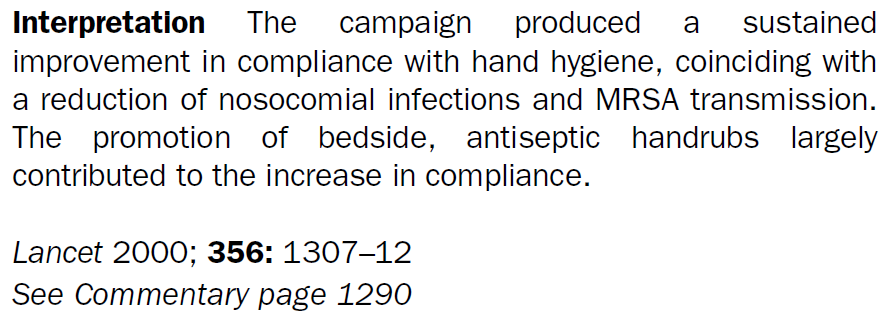 Interpretation The campaign produced a sustained
improvement in compliance with hand hygiene, coinciding with
a reduction of nosocomial infections and MRSA transmission.
The promotion of bedside, antiseptic handrubs largely
contributed to the increase in compliance.
Lancet 2000; 356: 1307–12
See Commentary page 1290